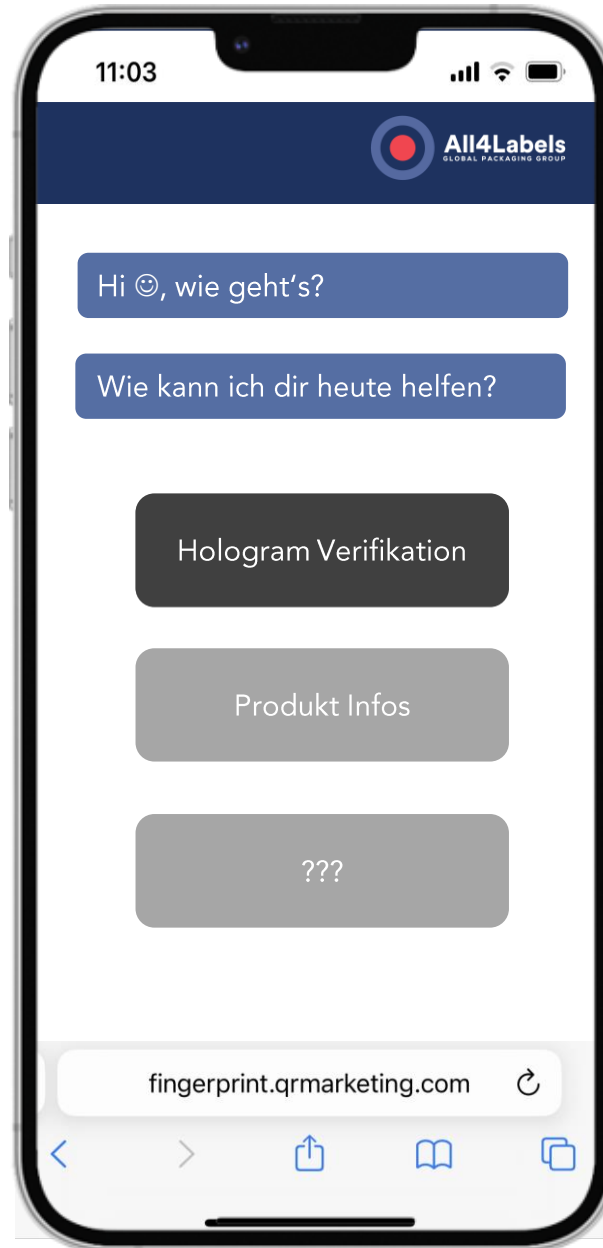 11:03
All4Labels
GLOBAL PACKAGING GROUP
Hi ☺, wie geht‘s?
Wie kann ich dir heute helfen?
Hologram Verifikation
Produkt Infos
???
fingerprint.qrmarketing.com